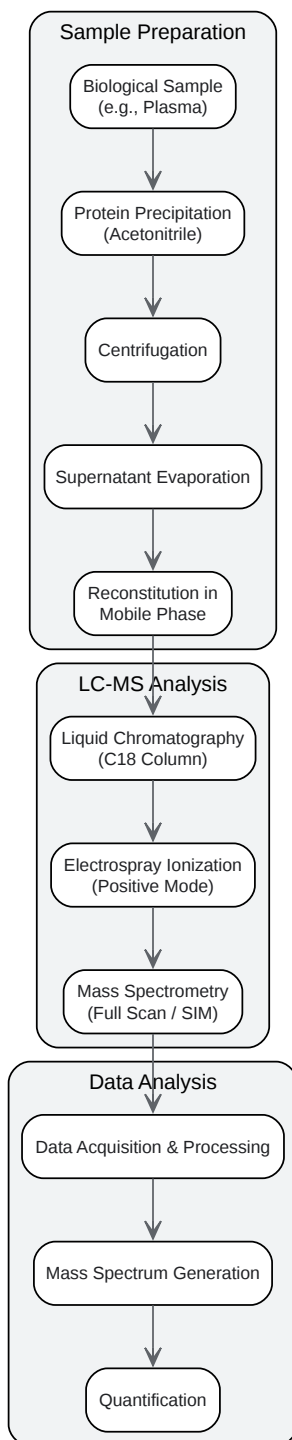 Sample Preparation
Biological Sample
(e.g., Plasma)
Protein Precipitation
(Acetonitrile)
Centrifugation
Supernatant Evaporation
Reconstitution in
Mobile Phase
LC-MS Analysis
Liquid Chromatography
(C18 Column)
Electrospray Ionization
(Positive Mode)
Mass Spectrometry
(Full Scan / SIM)
Data Analysis
Data Acquisition & Processing
Mass Spectrum Generation
Quantification